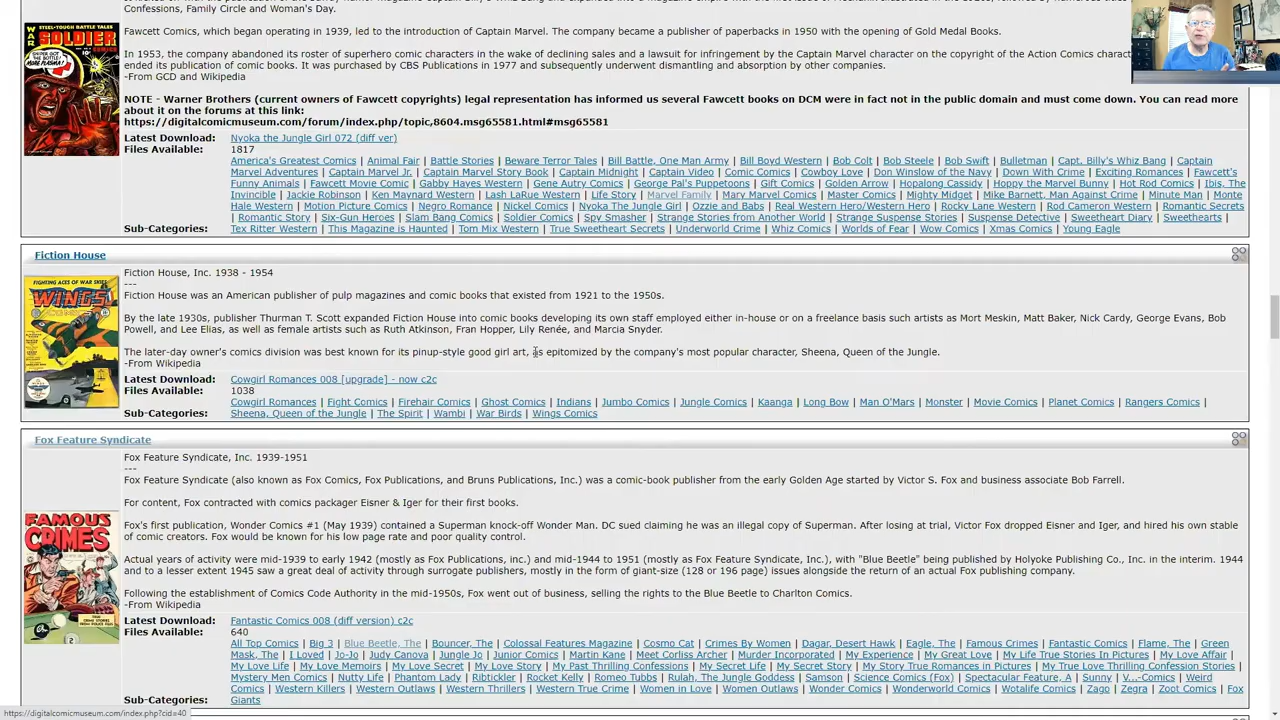 Confessions, Family Circle and Woman's Day.
Fawcett Comics, which began operating in 1939, led to the introduction of Captain Marvel. The company became a publisher of paperbacks in 1950 with the opening of Gold Medal Books.
In 1953, the company abandoned its roster of superhero comic characters in the wake of declining sales and a lawsuit for infringement by the Captain Marvel character on the copyright of the Action Comics
ended its publication of comic books. It was purchased by CBS Publications in 1977 and subsequently underwent dismantling and absorption by other companies.
-From GCD and Wikipedia
NOTE - Warner Brothers (current owners of Fawcett copyrights) legal representation has informed us several Fawcett books on DCM were in fact not in the public domain and must come down. You can read more
about it on the forums at this link:
https://digitalcomicmuseum.com/forum/index.php/topic,8604.msg65581.html#msg65581
WAR
STEEL-TOUGH BATTLE TALES
SOLDIER
COMICS
10¢
Latest Download: Nyoka the Jungle Girl 072 (diff ver)
Files Available: 1817
America's Greatest Comics | Animal Fair | Battle Stories | Beware Terror Tales | Bill Battle, One Man Army | Bill Boyd Western | Bob Colt | Bob Steele | Bob Swift | Bulletman | Capt. Billy's Whiz Bang | Captain
Marvel Adventures | Captain Marvel Jr. | Captain Marvel Story Book | Captain Midnight | Captain Video | Comic Comics | Cowboy Love | Don Winslow of the Navy | Down With Crime | Exciting Romances | Fawcett's
Funny Animals | Fawcett Movie Comic | Gabby Hayes Western | Gene Autry Comics | George Pal's Puppetoons | Gift Comics | Golden Arrow | Hopalong Cassidy | Hoppy the Marvel Bunny | Hot Rod Comics | Ibis, The
Invincible | Jackie Robinson | Ken Maynard Western | Lash LaRue Western | Life Story | Marvel Family | Mary Marvel Comics | Master Comics | Mighty Midget | Mike Barnett, Man Against Crime | Minute Man | Monte
Hale Western | Motion Picture Comics | Negro Romance | Nickel Comics | Nyoka The Jungle Girl | Ozzie and Babs | Real Western Hero/Western Hero | Rocky Lane Western | Rod Cameron Western | Romantic Secrets
| Romantic Story | Six-Gun Heroes | Slam Bang Comics | Soldier Comics | Spy Smasher | Strange Stories from Another World | Strange Suspense Stories | Suspense Detective | Sweetheart Diary | Sweethearts |
Sub-Categories: Tex Ritter Western | This Magazine is Haunted | Tom Mix Western | True Sweetheart Secrets | Underworld Crime | Whiz Comics | Worlds of Fear | Wow Comics | Xmas Comics | Young Eagle
Fiction House
Fiction House, Inc. 1938 - 1954
---
Fiction House was an American publisher of pulp magazines and comic books that existed from 1921 to the 1950s.
By the late 1930s, publisher Thurman T. Scott expanded Fiction House into comic books developing its own staff employed either in-house or on a freelance basis such artists as Mort Meskin, Matt Baker, Nick Cardy, George Evans, Bob
Powell, and Lee Elias, as well as female artists such as Ruth Atkinson, Fran Hopper, Lily Renée, and Marcia Snyder.
The later-day owner's comics division was best known for its pinup-style good girl art, as epitomized by the company's most popular character, Sheena, Queen of the Jungle.
-From Wikipedia
FIGHTING ACES OF WAR SKIES
WINGS
COMICS
Latest Download: Cowgirl Romances 008 [upgrade] - now c2c
Files Available: 1038
Cowgirl Romances | Fight Comics | Firehair Comics | Ghost Comics | Indians | Jumbo Comics | Jungle Comics | Kaanga | Long Bow | Man O'Mars | Monster | Movie Comics | Planet Comics | Rangers Comics |
Sub-Categories: Sheena, Queen of the Jungle | The Spirit | Wambi | War Birds | Wings Comics
Fox Feature Syndicate
Fox Feature Syndicate, Inc. 1939-1951
---
Fox Feature Syndicate (also known as Fox Comics, Fox Publications, and Bruns Publications, Inc.) was a comic-book publisher from the early Golden Age started by Victor S. Fox and business associate Bob Farrell.
For content, Fox contracted with comics packager Eisner & Iger for their first books.
Fox's first publication, Wonder Comics #1 (May 1939) contained a Superman knock-off Wonder Man. DC sued claiming he was an illegal copy of Superman. After losing at trial, Victor Fox dropped Eisner and Iger, and hired his own stable
of comic creators. Fox would be known for his low page rate and poor quality control.
Actual years of activity were mid-1939 to early 1942 (mostly as Fox Publications, Inc.) and mid-1944 to 1951 (mostly as Fox Feature Syndicate, Inc.), with "Blue Beetle" being published by Holyoke Publishing Co., Inc. in the interim. 1944
and to a lesser extent 1945 saw a great deal of activity through surrogate publishers, mostly in the form of giant-size (128 or 196 page) issues alongside the return of an actual Fox publishing company.
Following the establishment of Comics Code Authority in the mid-1950s, Fox went out of business, selling the rights to the Blue Beetle to Charlton Comics.
-From Wikipedia
FAMOUS
CRIMES
Latest Download: Fantastic Comics 008 (diff version) c2c
Files Available: 640
All Top Comics | Big 3 | Blue Beetle, The | Bouncer, The | Colossal Features Magazine | Cosmo Cat | Crimes By Women | Dagar, Desert Hawk | Eagle, The | Famous Crimes | Fantastic Comics | Flame, The | Green
Mask, The | I Loved | Jo-Jo | Judy Canova | Jungle Jo | Junior Comics | Martin Kane | Meet Corliss Archer | Murder Incorporated | My Experience | My Great Love | My Life True Stories In Pictures | My Love Affair |
My Love Life | My Love Memoirs | My Love Secret | My Love Story | My Past Thrilling Confessions | My Secret Life | My Secret Story | My Story True Romances in Pictures | My True Love Thrilling Confession Stories |
Mystery Men Comics | Nutty Life | Phantom Lady | Ribtickler | Rocket Kelly | Romeo Tubbs | Rulah, The Jungle Goddess | Samson | Science Comics (Fox) | Spectacular Feature, A | Sunny | V...-Comics | Weird
Comics | Western Killers | Western Outlaws | Western Thrillers | Western True Crime | Women in Love | Women Outlaws | Wonder Comics | Wonderworld Comics | Wotalife Comics | Zago | Zegra | Zoot Comics | Fox
Sub-Categories: Giants |
https://digitalcomicmuseum.com/index.php?cid=40